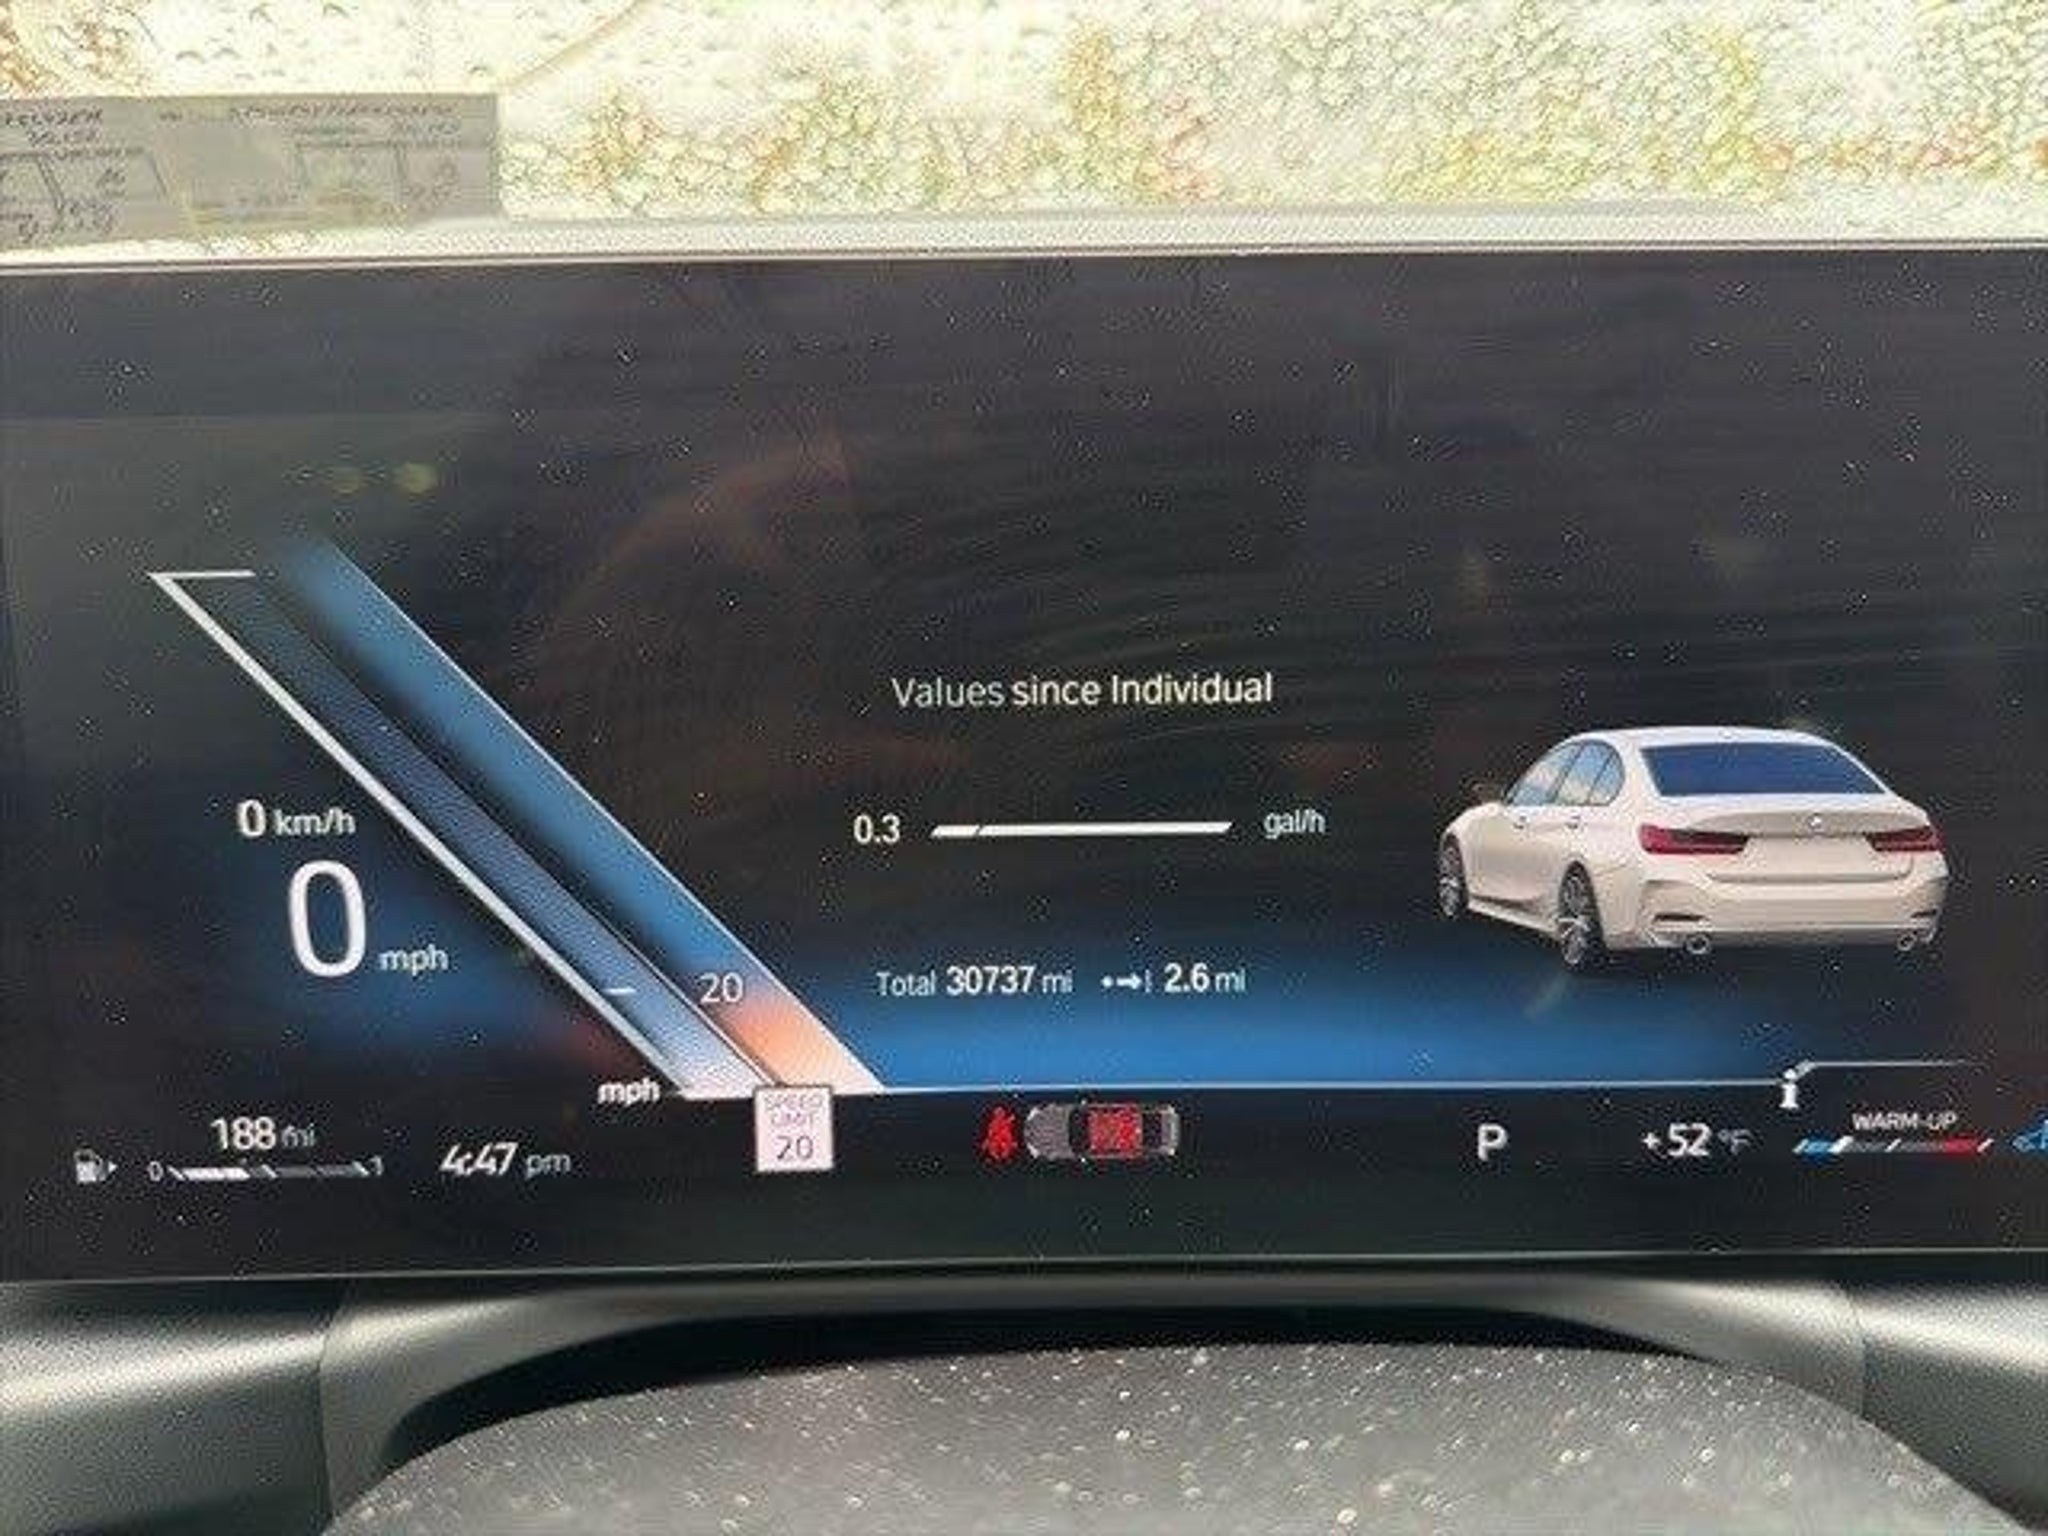 Values since Individual
0 km/h
0.3 gal/h
0 mph
20
Total 30737 mi 2.6 mi
mph
SPEED
LIMIT
20
188 mi
0 1
4:47 pm
P
+52 °F
WARM-UP